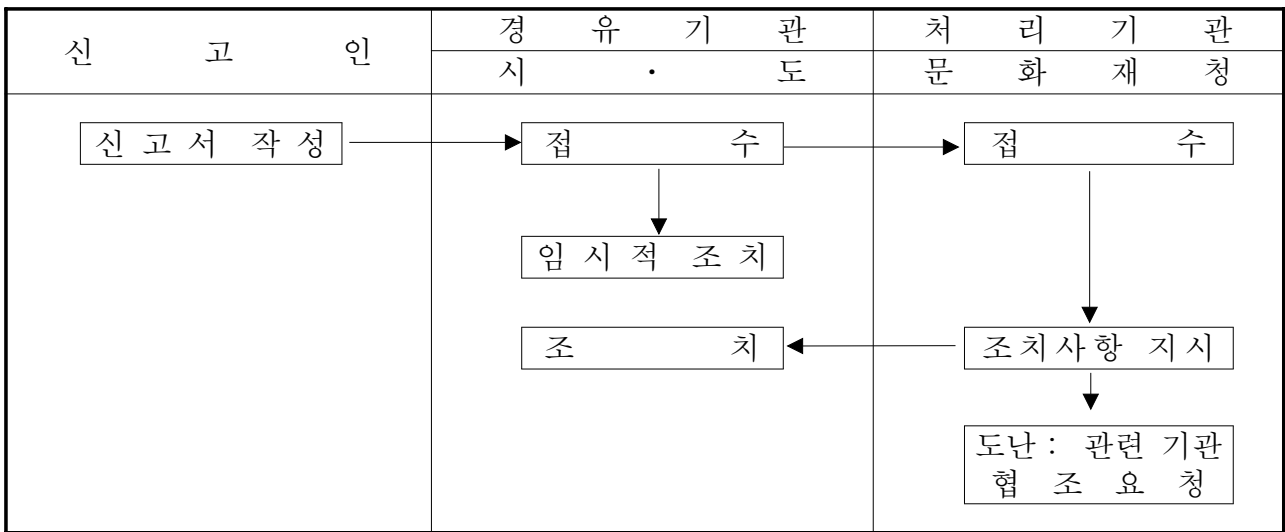 신 고 인
경 유 기 관
처 리 기 관
시 · 도
문 화 재 청
신 고 서 작 성
접 수
접 수
임 시 적 조 치
조 치
조치사항 지시
도난 : 관련 기관
협 조 요 청